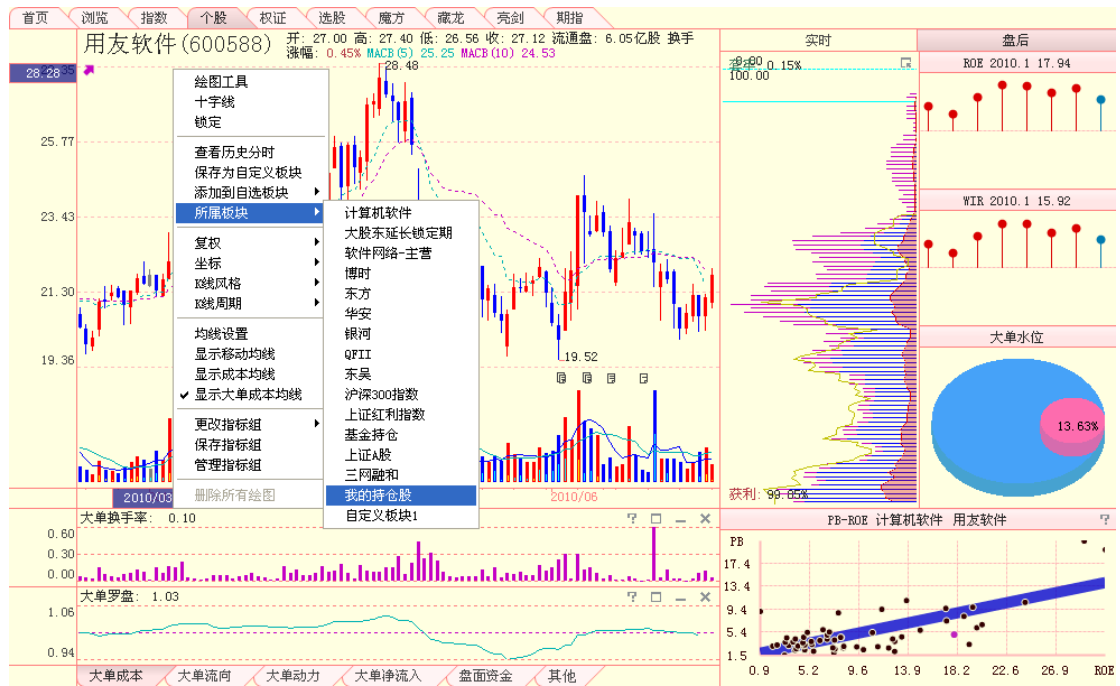 首页 浏览 指数 个股 权证 选股 魔方 藏龙 亮剑 期指
用友软件(600588) 开: 27.00 高: 27.40 低: 26.56 收: 27.12 流通盘: 6.05亿股 换手
涨幅: 0.45% MACB(5) 25.25 MACB(10) 24.53
28.28
25.77
23.43
21.30
19.36
28.48
19.52
绘图工具
十字线
锁定
查看历史分时
保存为自定义板块
添加到自选板块
所属板块
复权
坐标
K线风格
K线周期
均线设置
显示移动均线
显示成本均线
✓ 显示大单成本均线
更改指标组
保存指标组
管理指标组
删除所有绘图
计算机软件
大股东延长锁定期
软件网络-主营
博时
东方
华安
银河
QFII
东吴
沪深300指数
上证红利指数
基金持仓
上证A股
三网融和
我的持仓股
自定义板块1
2010/03
2010/06
实时
0.15%
100.00
获利: 99.85%
盘后
ROE 2010.1 17.94
WIR 2010.1 15.92
大单水位
13.63%
大单换手率: 0.10
0.60
0.30
0.00
大单罗盘: 1.03
1.06
0.94
PB-ROE 计算机软件 用友软件 ?
PB
17.4
13.4
9.4
5.4
1.5
0.9 5.2 9.6 13.9 18.2 22.6 26.9 ROE
大单成本 大单流向 大单动力 大单净流入 盘面资金 其他